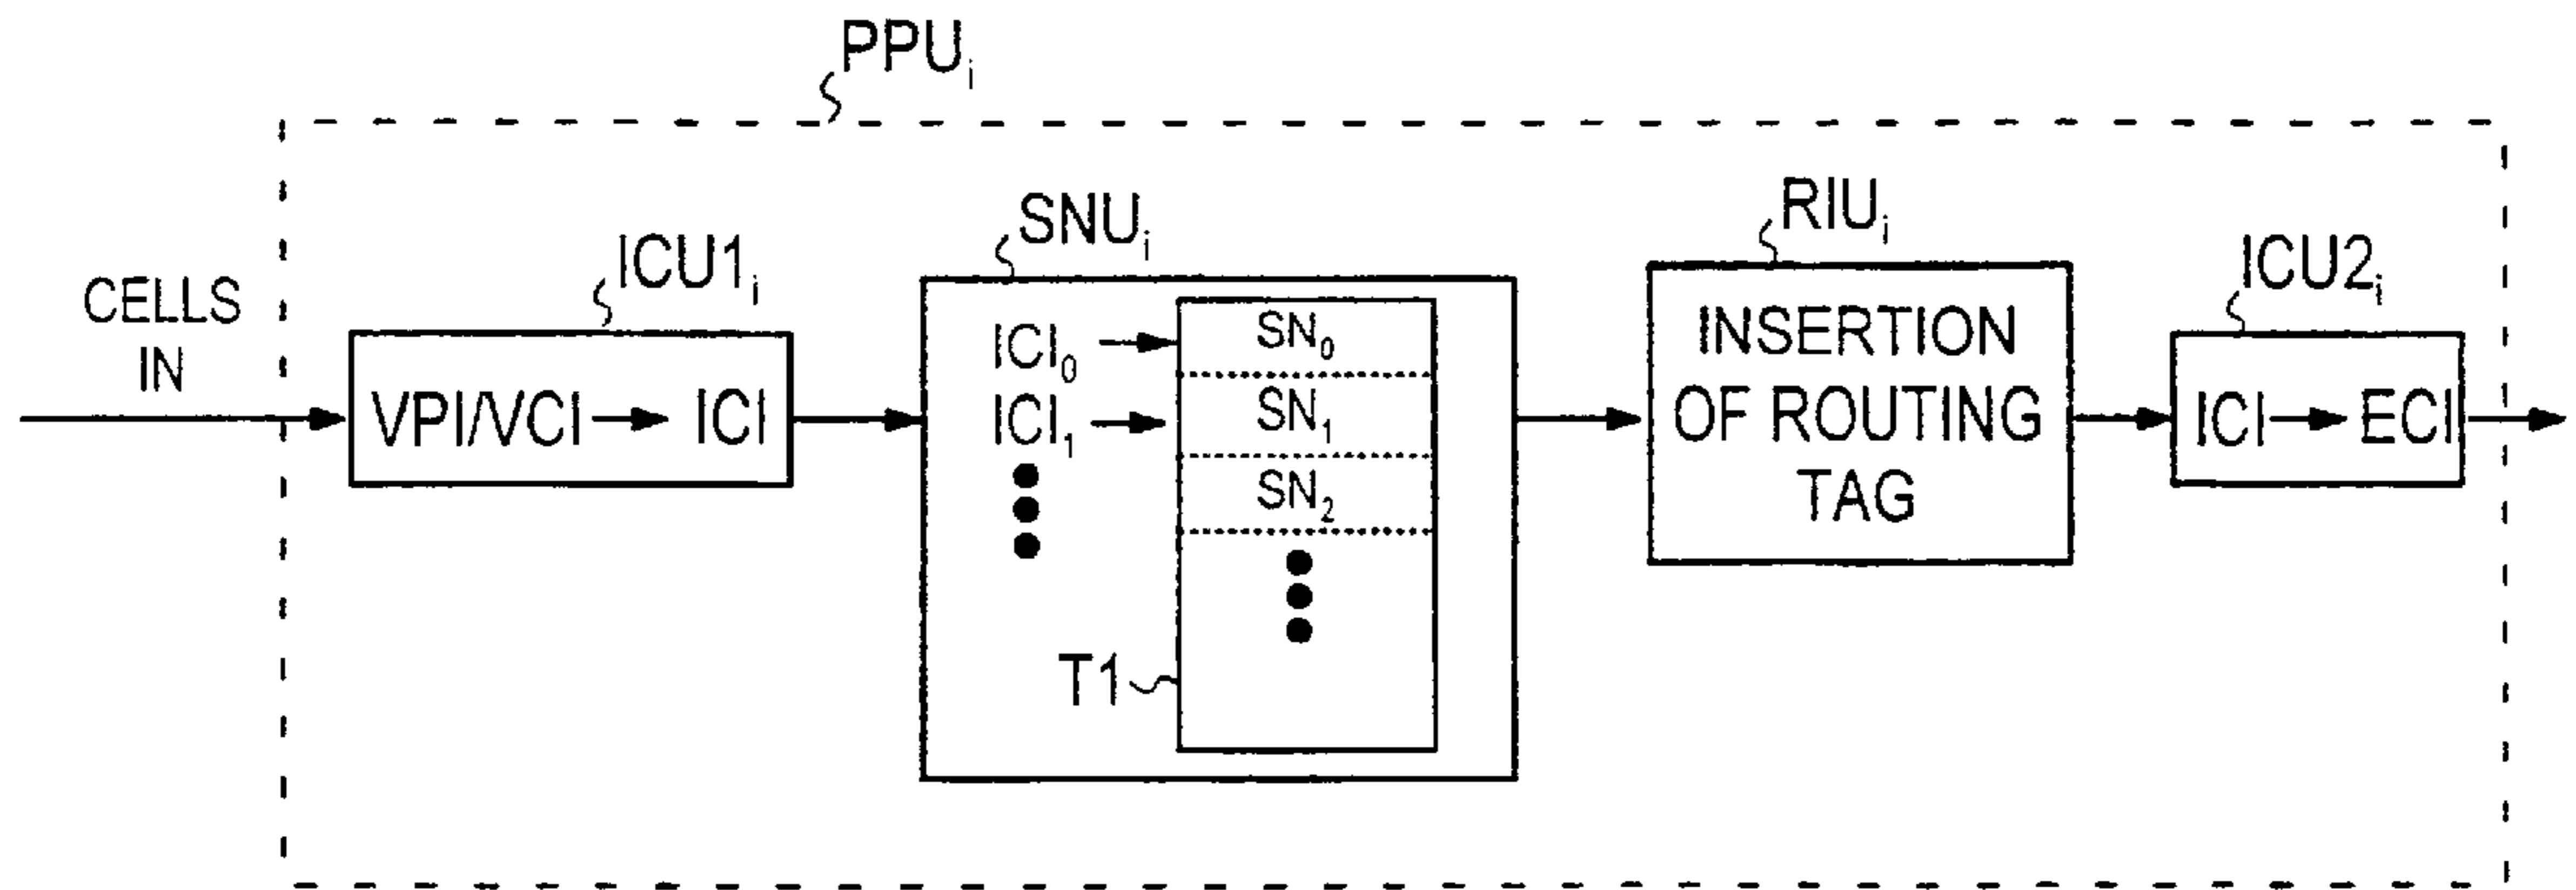 PPUᵢ
CELLS
IN
ICU1ᵢ
VPI/VCI → ICI
SNUᵢ
ICI₀ →
ICI₁ →
SN₀
SN₁
SN₂
T1
RIUᵢ
INSERTION
OF ROUTING
TAG
ICU2ᵢ
ICI → ECI